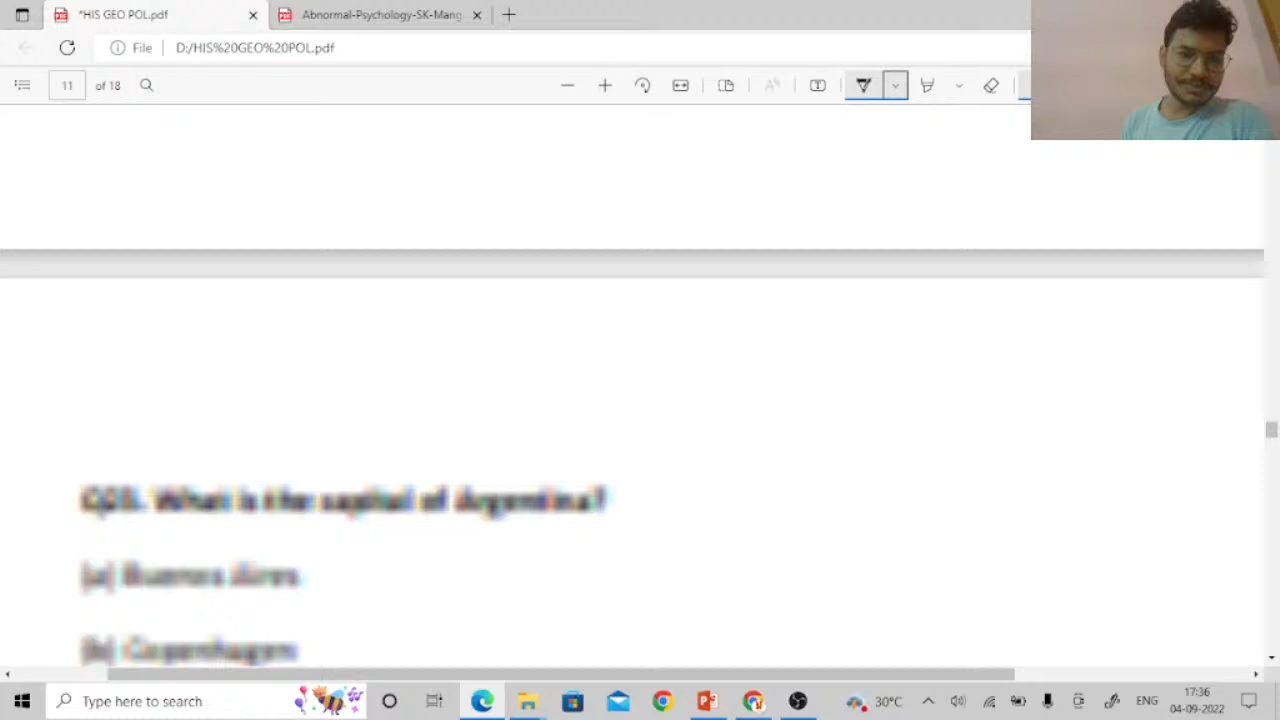 *HIS GEO POL.pdf
Abnormal-Psychology-SK-Mang
File
D:/HIS%20GEO%20POL.pdf
11 of 18
What is the capital of Argentina?
(a) Buenos Aires
(b) Copenhagen
Type here to search
30°C
ENG
17:36
04-09-2022